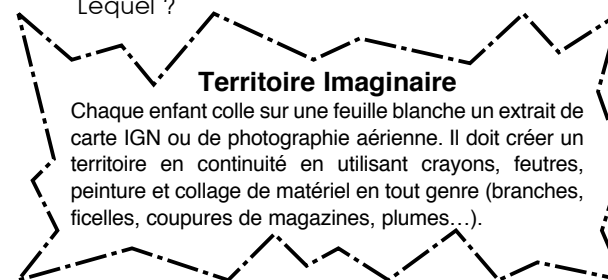 Lequel ?
Territoire Imaginaire
Chaque enfant colle sur une feuille blanche un extrait de
carte IGN ou de photographie aérienne. Il doit créer un
territoire en continuité en utilisant crayons, feutres,
peinture et collage de matériel en tout genre (branches,
ficelles, coupures de magazines, plumes…).